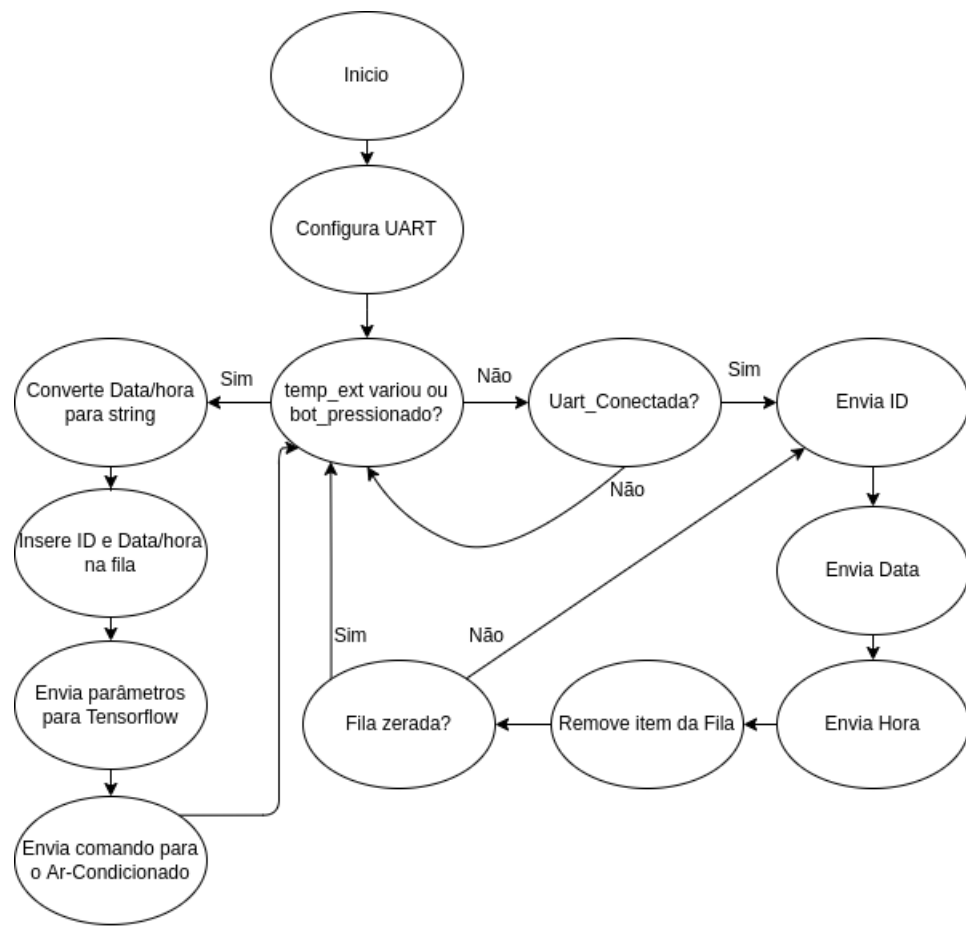 Inicio
Configura UART
temp_ext variou ou
bot_pressionado?
Sim
Converte Data/hora
para string
Insere ID e Data/hora
na fila
Envia parâmetros
para Tensorflow
Envia comando para
o Ar-Condicionado
Não
Uart_Conectada?
Não
Sim
Envia ID
Envia Data
Envia Hora
Remove item da Fila
Fila zerada?
Sim
Não